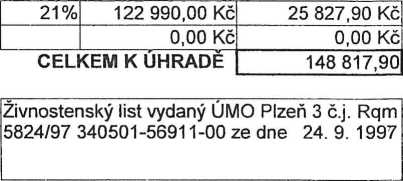 21% 122 990,00 Kč 25 827,90 Kč
0,00 Kč 0,00 Kč
CELKEM K ÚHRADĚ 148 817,90
Živnostenský list vydaný ÚMO Plzeň 3 č.j. Rqm
5824/97 340501-56911-00 ze dne 24. 9. 1997